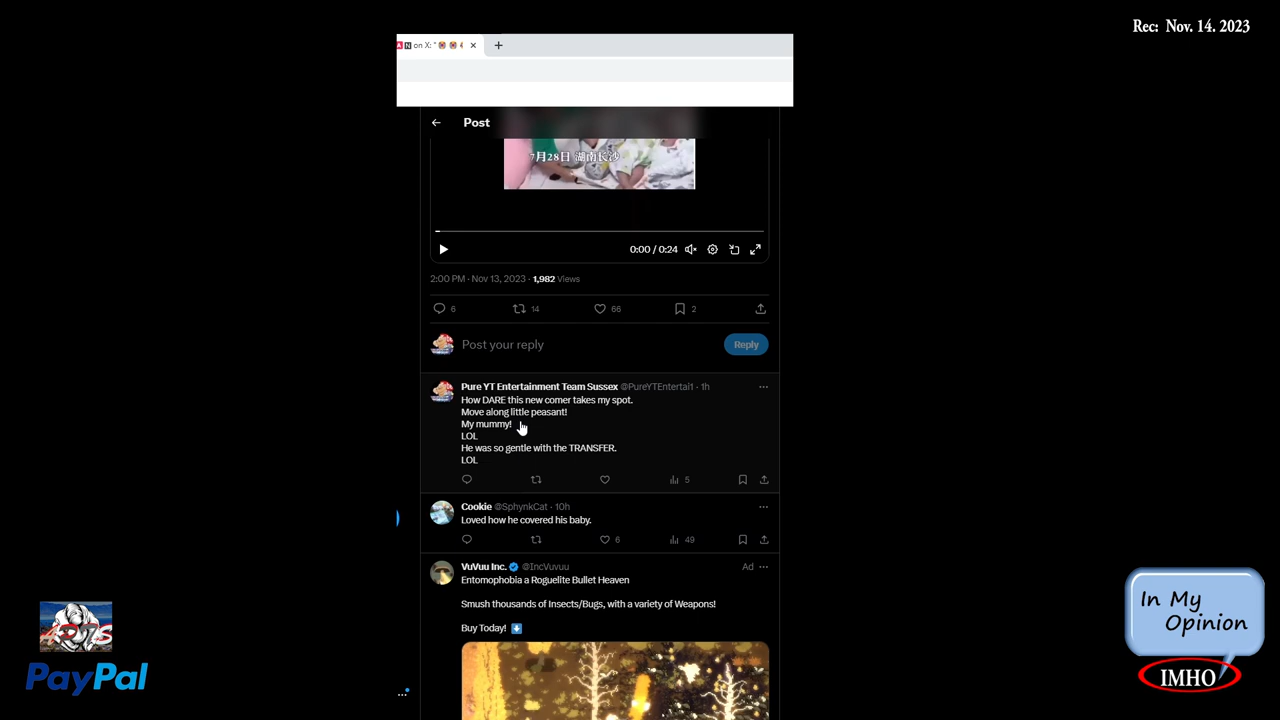 Rec: Nov. 14. 2023
on X: "
Post
7月28日 湖南长沙
0:00 / 0:24
2:00 PM · Nov 13, 2023 · 1,982 Views
6 14 66 2
Post your reply
Reply
Pure YT Entertainment Team Sussex @PureYTEntertai1 · 1h
How DARE this new comer takes my spot.
Move along little peasant!
My mummy!
LOL
He was so gentle with the TRANSFER.
LOL
5
Cookie @SphynkCat · 10h
Loved how he covered his baby.
6 49
VuVuu Inc. @IncVuvuu Ad
Entomophobia a Roguelite Bullet Heaven
Smush thousands of Insects/Bugs, with a variety of Weapons!
Buy Today!
PayPal
In My
Opinion
IMHO